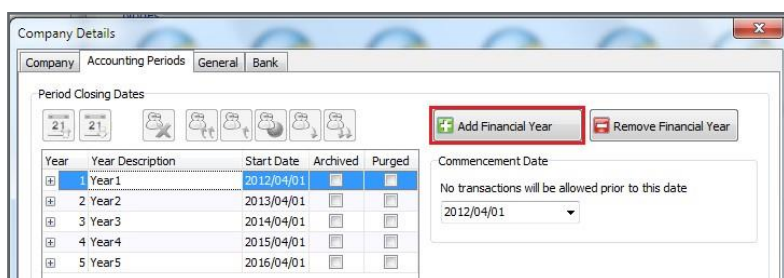 Company Details
Company Accounting Periods General Bank
Period Closing Dates
21 21 Add Financial Year Remove Financial Year
Year Year Description Start Date Archived Purged
1 Year1 2012/04/01
2 Year2 2013/04/01
3 Year3 2014/04/01
4 Year4 2015/04/01
5 Year5 2016/04/01
Commencement Date
No transactions will be allowed prior to this date
2012/04/01